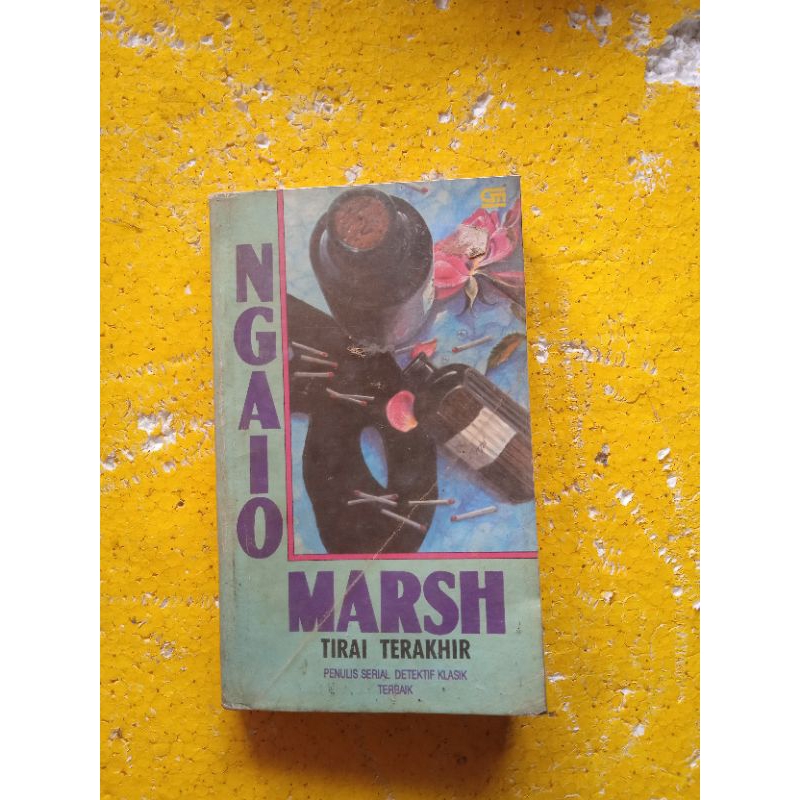 NGAIO
MARSH
TIRAI TERAKHIR
PENULIS SERIAL DETEKTIF KLASIK
TERBAIK